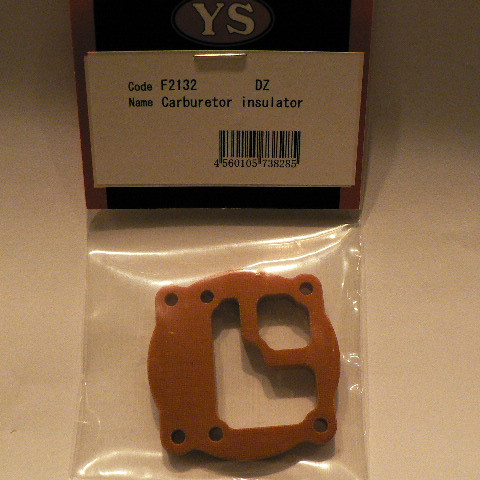 YS
Code F2132 DZ
Name Carburetor insulator
4 560105 738285